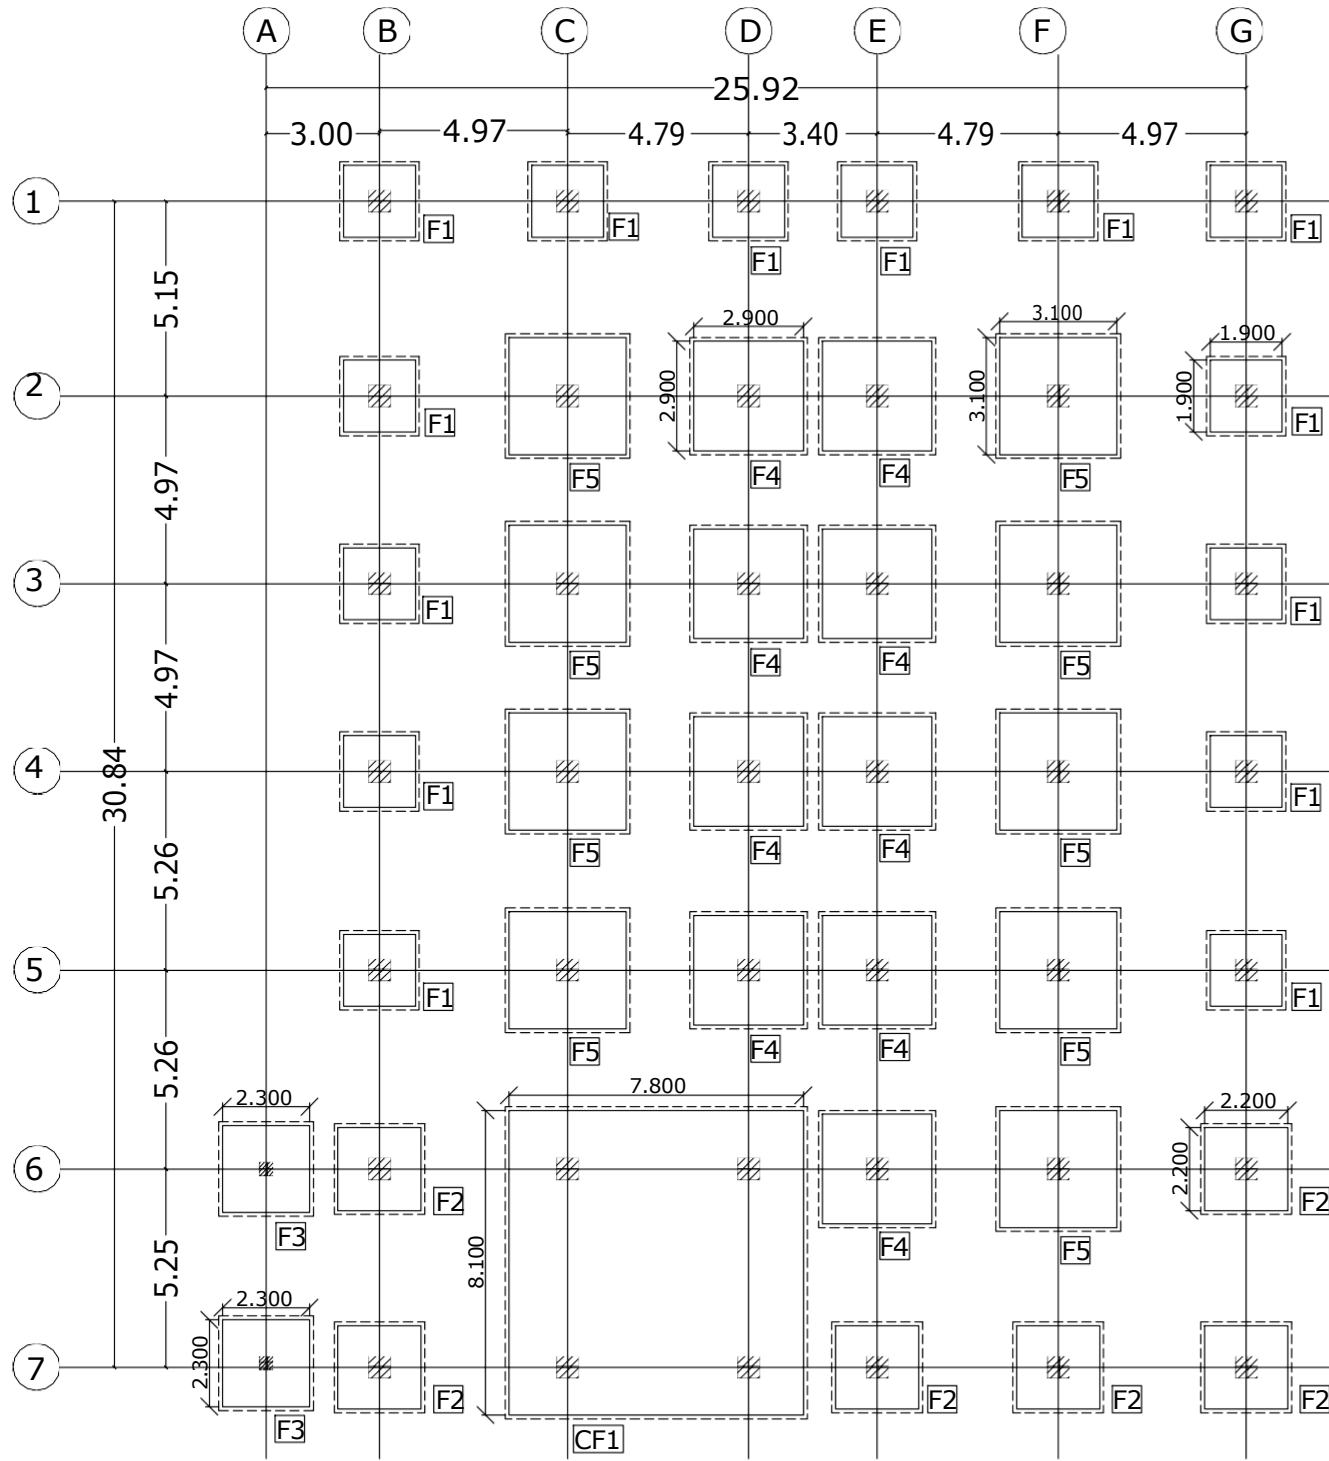 A B C D E F G
25.92
3.00 4.97 4.79 3.40 4.79 4.97
1
F1 F1 F1 F1 F1 F1
5.15
2.900 3.100 1.900
2
2.900 3.100 1.900
F1 F5 F4 F4 F5 F1
4.97
3
F1 F5 F4 F4 F5 F1
4.97
30.84
4
F1 F5 F4 F4 F5 F1
5.26
5
F1 F5 F4 F4 F5 F1
5.26
2.300 7.800 2.200
6
2.200
F3 F2 F4 F5 F2
5.25
8.100
2.300
7
2.300
F3 F2 CF1 F2 F2 F2